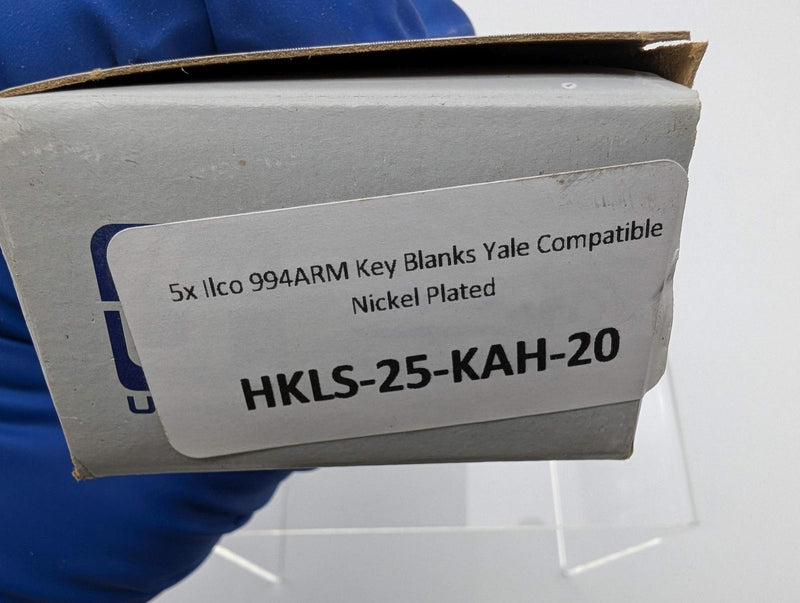 5x Ilco 994ARM Key Blanks Yale Compatible
Nickel Plated
HKLS-25-KAH-20
U